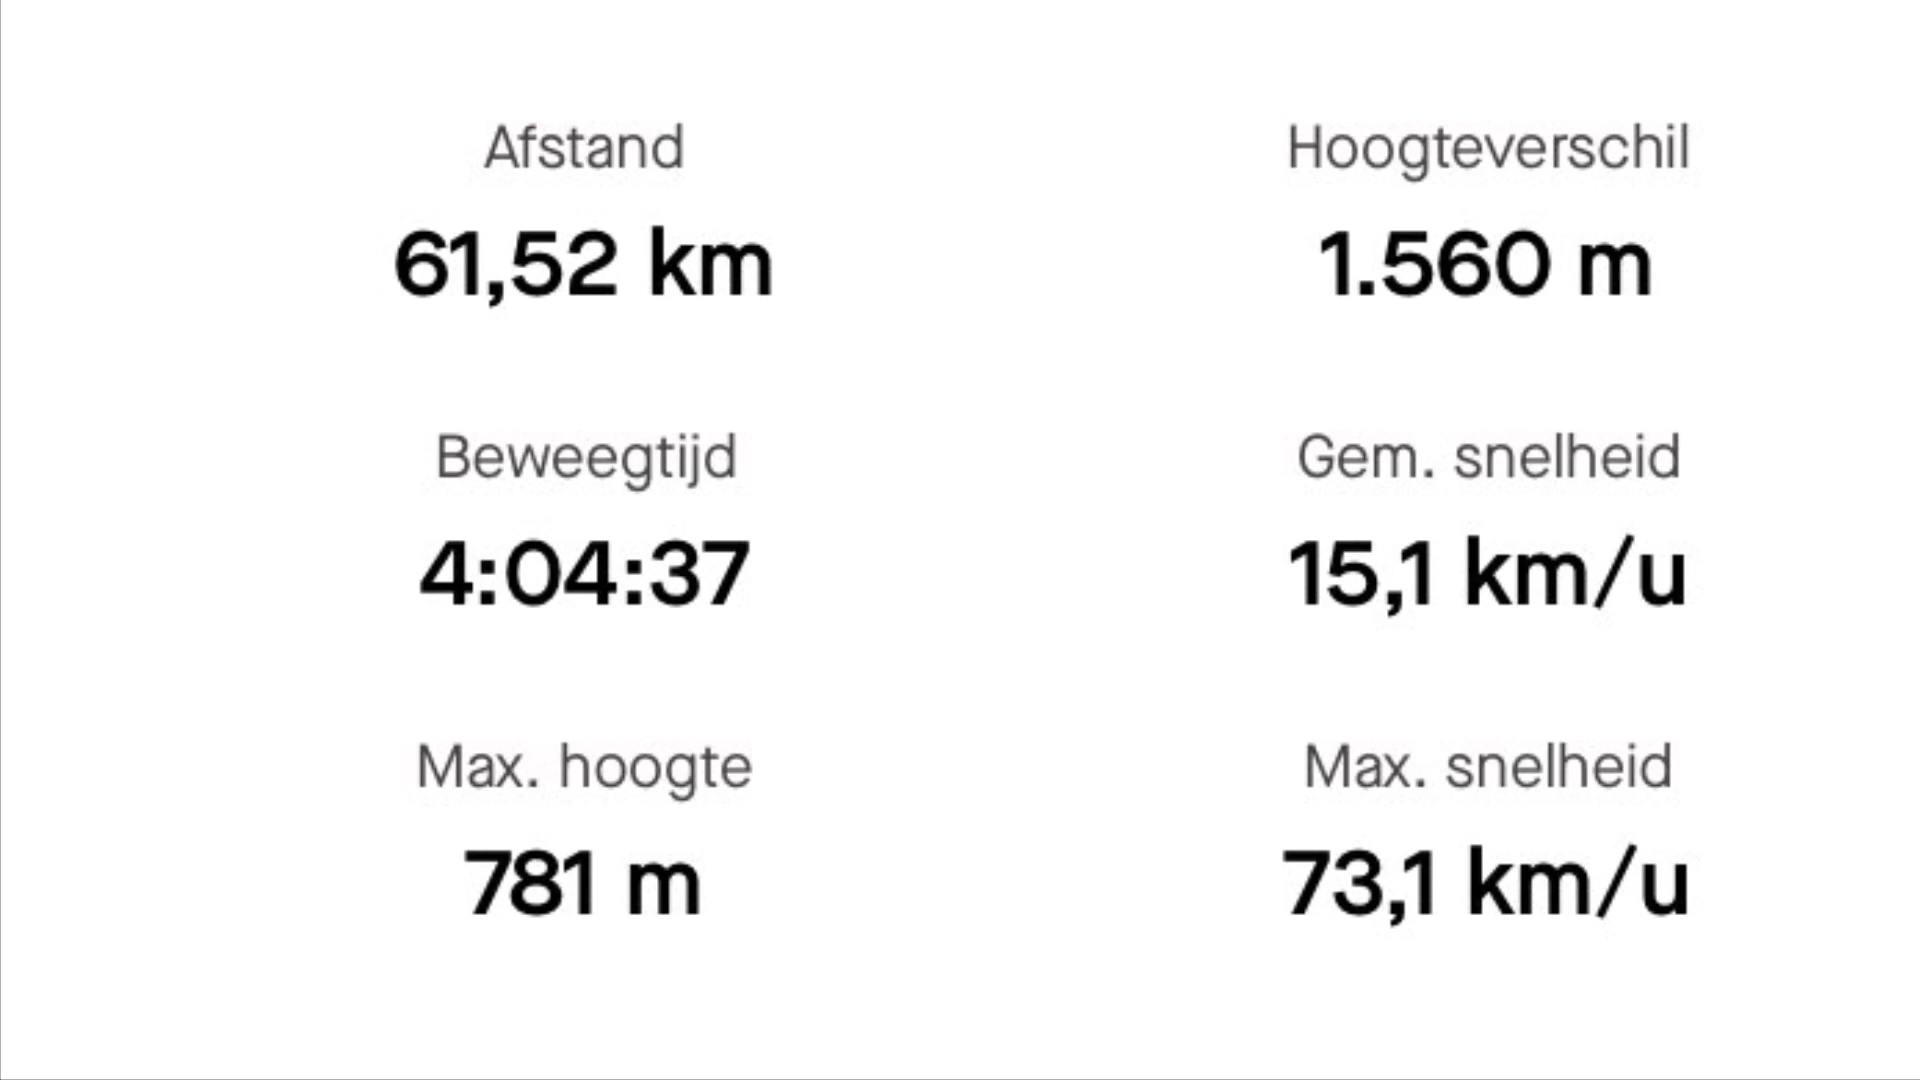 Afstand
61,52 km
Hoogteverschil
1.560 m
Beweegtijd
4:04:37
Gem. snelheid
15,1 km/u
Max. hoogte
781 m
Max. snelheid
73,1 km/u